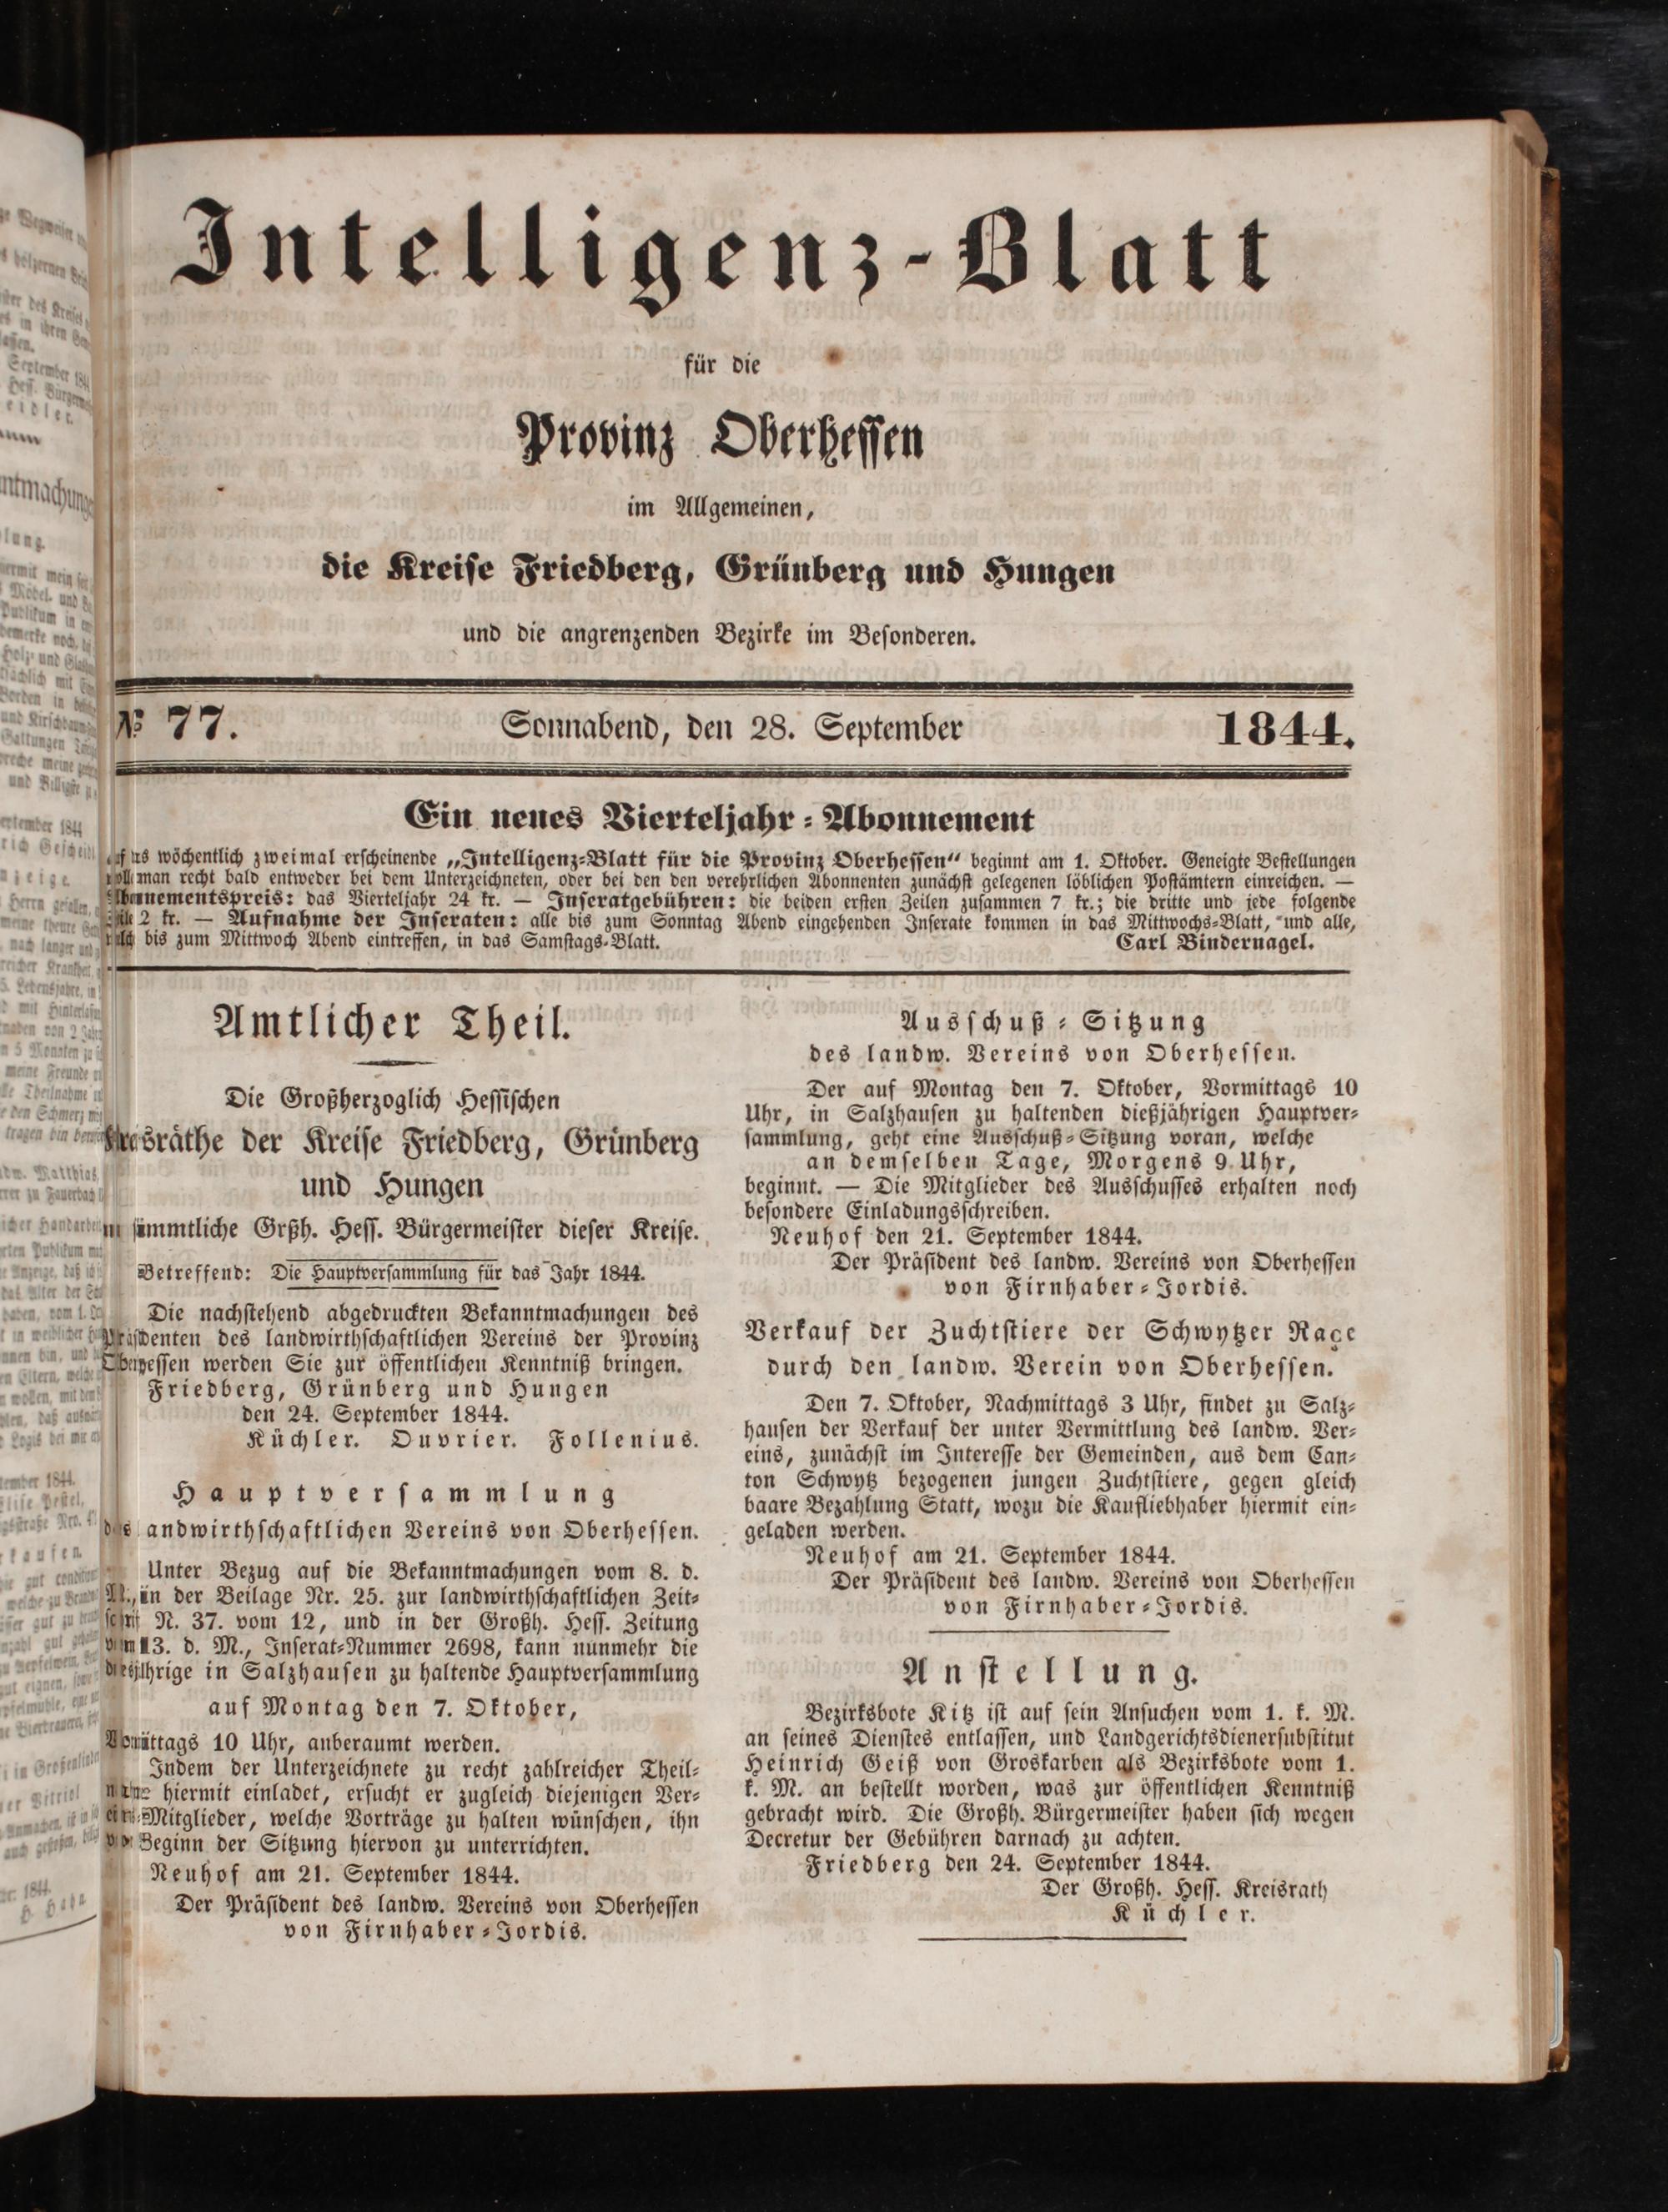 Intelligenz-Blatt
für die
Provinz Oberhessen
im Allgemeinen,
die Kreise Friedberg, Grünberg und Hungen
und die angrenzenden Bezirke im Besonderen.
№ 77. Sonnabend, den 28. September 1844.
Ein neues Vierteljahr-Abonnement
wöchentlich zweimal erscheinende „Intelligenz-Blatt für die Provinz Oberhessen“ beginnt am 1. Oktober. Geneigte Bestellungen
man recht bald entweder bei dem Unterzeichneten, oder bei den den verehrlichen Abonnenten zunächst gelegenen löblichen Postämtern einreichen. —
Abonnementspreis: das Vierteljahr 24 kr. — Inseratgebühren: die beiden ersten Zeilen zusammen 7 kr.; die dritte und jede folgende
Zeile 2 kr. — Aufnahme der Inseraten: alle bis zum Sonntag Abend eingehenden Inserate kommen in das Mittwochs-Blatt, und alle,
welch bis zum Mittwoch Abend eintreffen, in das Samstags-Blatt. Carl Bindernagel.
Amtlicher Theil.
Die Großherzoglich Hessischen
Kreisräthe der Kreise Friedberg, Grünberg
und Hungen
an sämmtliche Grßh. Hess. Bürgermeister dieser Kreise.
Betreffend: Die Hauptversammlung für das Jahr 1844.
Die nachstehend abgedruckten Bekanntmachungen des
Präsidenten des landwirthschaftlichen Vereins der Provinz
Oberhessen werden Sie zur öffentlichen Kenntniß bringen.
Friedberg, Grünberg und Hungen
den 24. September 1844.
Küchler. Ouvrier. Follenius.
Hauptversammlung
des landwirthschaftlichen Vereins von Oberhessen.
Unter Bezug auf die Bekanntmachungen vom 8. d.
M., in der Beilage Nr. 25. zur landwirthschaftlichen Zeit-
schrift N. 37. vom 12, und in der Großh. Hess. Zeitung
vom 13. d. M., Inserat-Nummer 2698, kann nunmehr die
diesjährige in Salzhausen zu haltende Hauptversammlung
auf Montag den 7. Oktober,
Vormittags 10 Uhr, anberaumt werden.
Indem der Unterzeichnete zu recht zahlreicher Theil-
nahme hiermit einladet, ersucht er zugleich diejenigen Ver-
eins-Mitglieder, welche Vorträge zu halten wünschen, ihn
vor Beginn der Sitzung hiervon zu unterrichten.
Neuhof am 21. September 1844.
Der Präsident des landw. Vereins von Oberhessen
von Firnhaber-Jordis.
Ausschuß-Sitzung
des landw. Vereins von Oberhessen.
Der auf Montag den 7. Oktober, Vormittags 10
Uhr, in Salzhausen zu haltenden dießjährigen Hauptver-
sammlung, geht eine Ausschuß-Sitzung voran, welche
an demselben Tage, Morgens 9 Uhr,
beginnt. — Die Mitglieder des Ausschusses erhalten noch
besondere Einladungsschreiben.
Neuhof den 21. September 1844.
Der Präsident des landw. Vereins von Oberhessen
von Firnhaber-Jordis.
Verkauf der Zuchtstiere der Schwytzer Race
durch den landw. Verein von Oberhessen.
Den 7. Oktober, Nachmittags 3 Uhr, findet zu Salz-
hausen der Verkauf der unter Vermittlung des landw. Ver-
eins, zunächst im Interesse der Gemeinden, aus dem Can-
ton Schwytz bezogenen jungen Zuchtstiere, gegen gleich
baare Bezahlung Statt, wozu die Kaufliebhaber hiermit ein-
geladen werden.
Neuhof am 21. September 1844.
Der Präsident des landw. Vereins von Oberhessen
von Firnhaber-Jordis.
Anstellung.
Bezirksbote Kitz ist auf sein Ansuchen vom 1. k. M.
an seines Dienstes entlassen, und Landgerichtsdienersubstitut
Heinrich Geiß von Groskarben als Bezirksbote vom 1.
k. M. an bestellt worden, was zur öffentlichen Kenntniß
gebracht wird. Die Großh. Bürgermeister haben sich wegen
Decretur der Gebühren darnach zu achten.
Friedberg den 24. September 1844.
Der Großh. Hess. Kreisrath
Küchler.